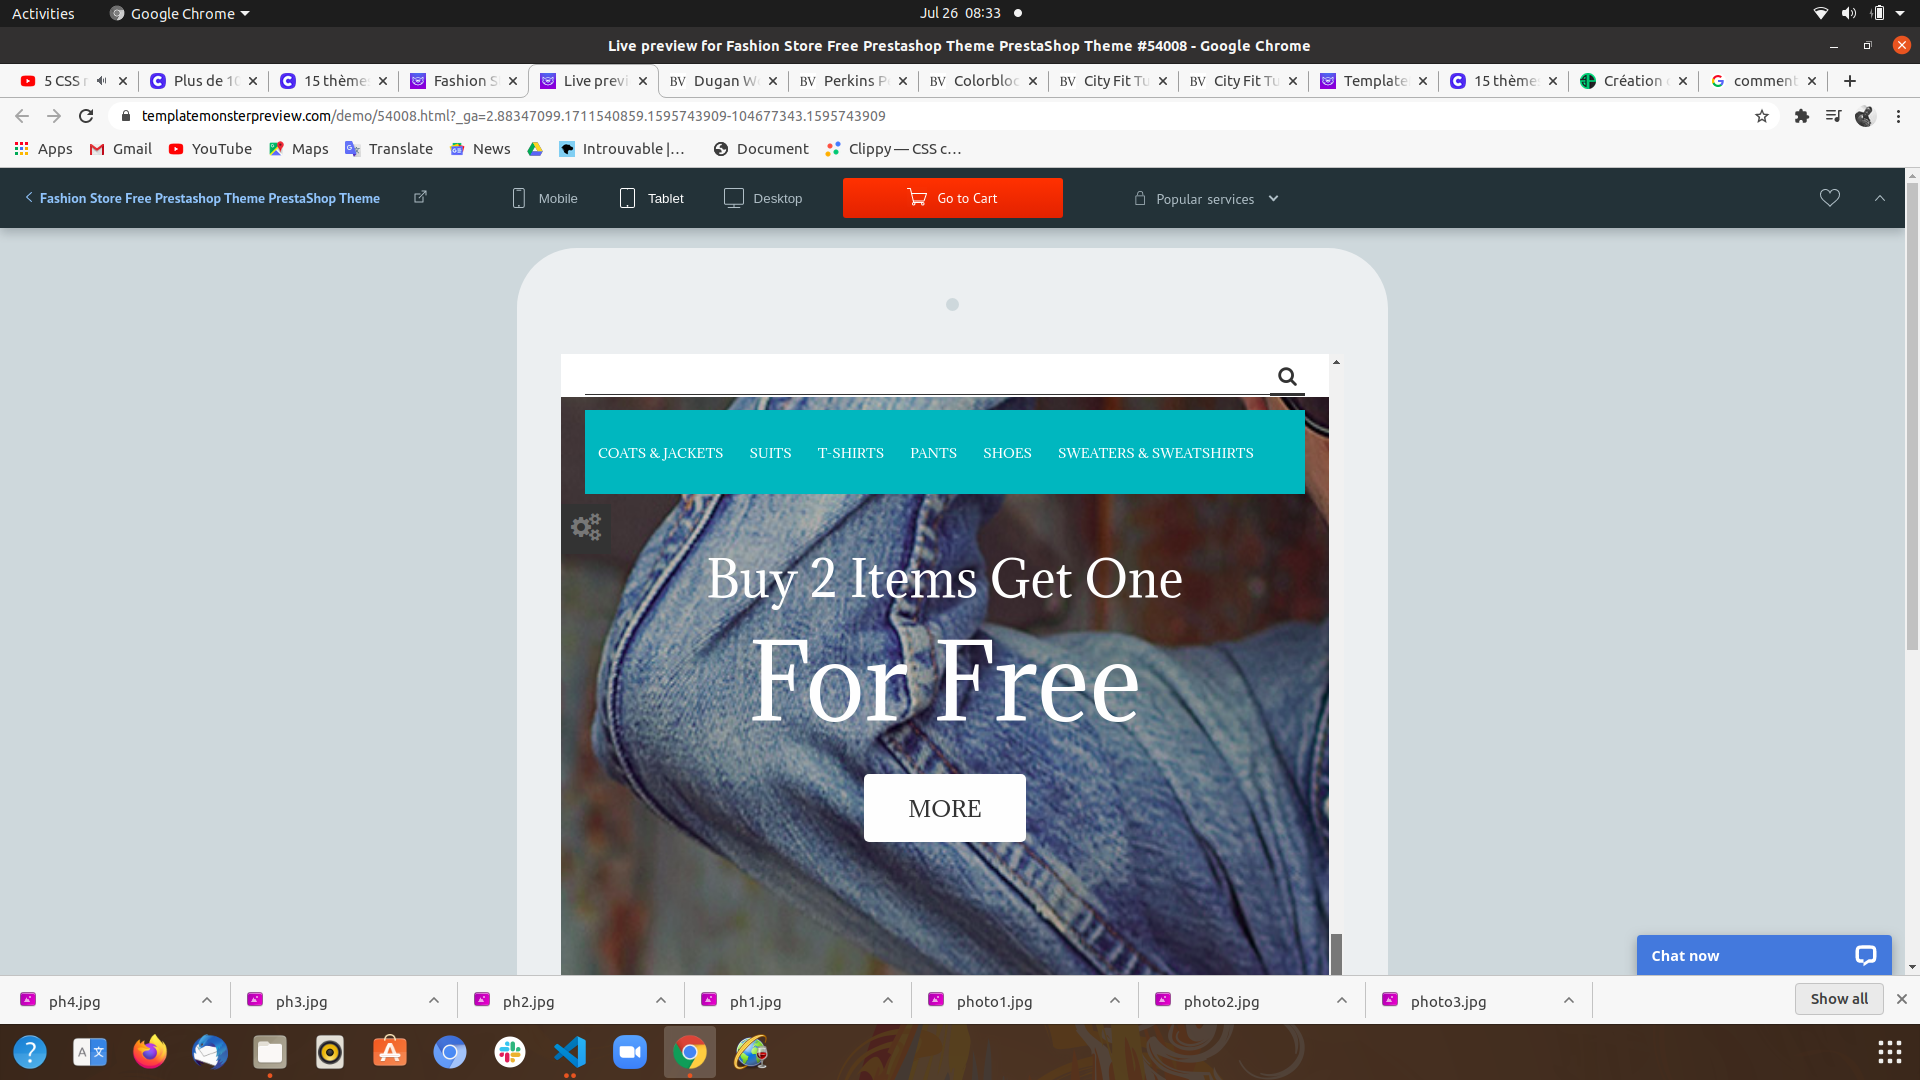 Activities
Google Chrome
Jul 26 08:33
Live preview for Fashion Store Free Prestashop Theme PrestaShop Theme #54008 - Google Chrome
5 CSS
Plus de 10
15 thème
Fashion S
Live previ
BV Dugan W
BV Perkins P
BV Colorbloc
BV City Fit Tu
BV City Fit Tu
Template
15 thème
Création
comment
templatemonsterpreview.com/demo/54008.html?_ga=2.88347099.1711540859.1595743909-104677343.1595743909
Apps
Gmail
YouTube
Maps
Translate
News
Introuvable |...
Document
Clippy — CSS c...
Fashion Store Free Prestashop Theme PrestaShop Theme
Mobile
Tablet
Desktop
Go to Cart
Popular services
COATS & JACKETS
SUITS
T-SHIRTS
PANTS
SHOES
SWEATERS & SWEATSHIRTS
Buy 2 Items Get One
For Free
MORE
Chat now
ph4.jpg
ph3.jpg
ph2.jpg
ph1.jpg
photo1.jpg
photo2.jpg
photo3.jpg
Show all